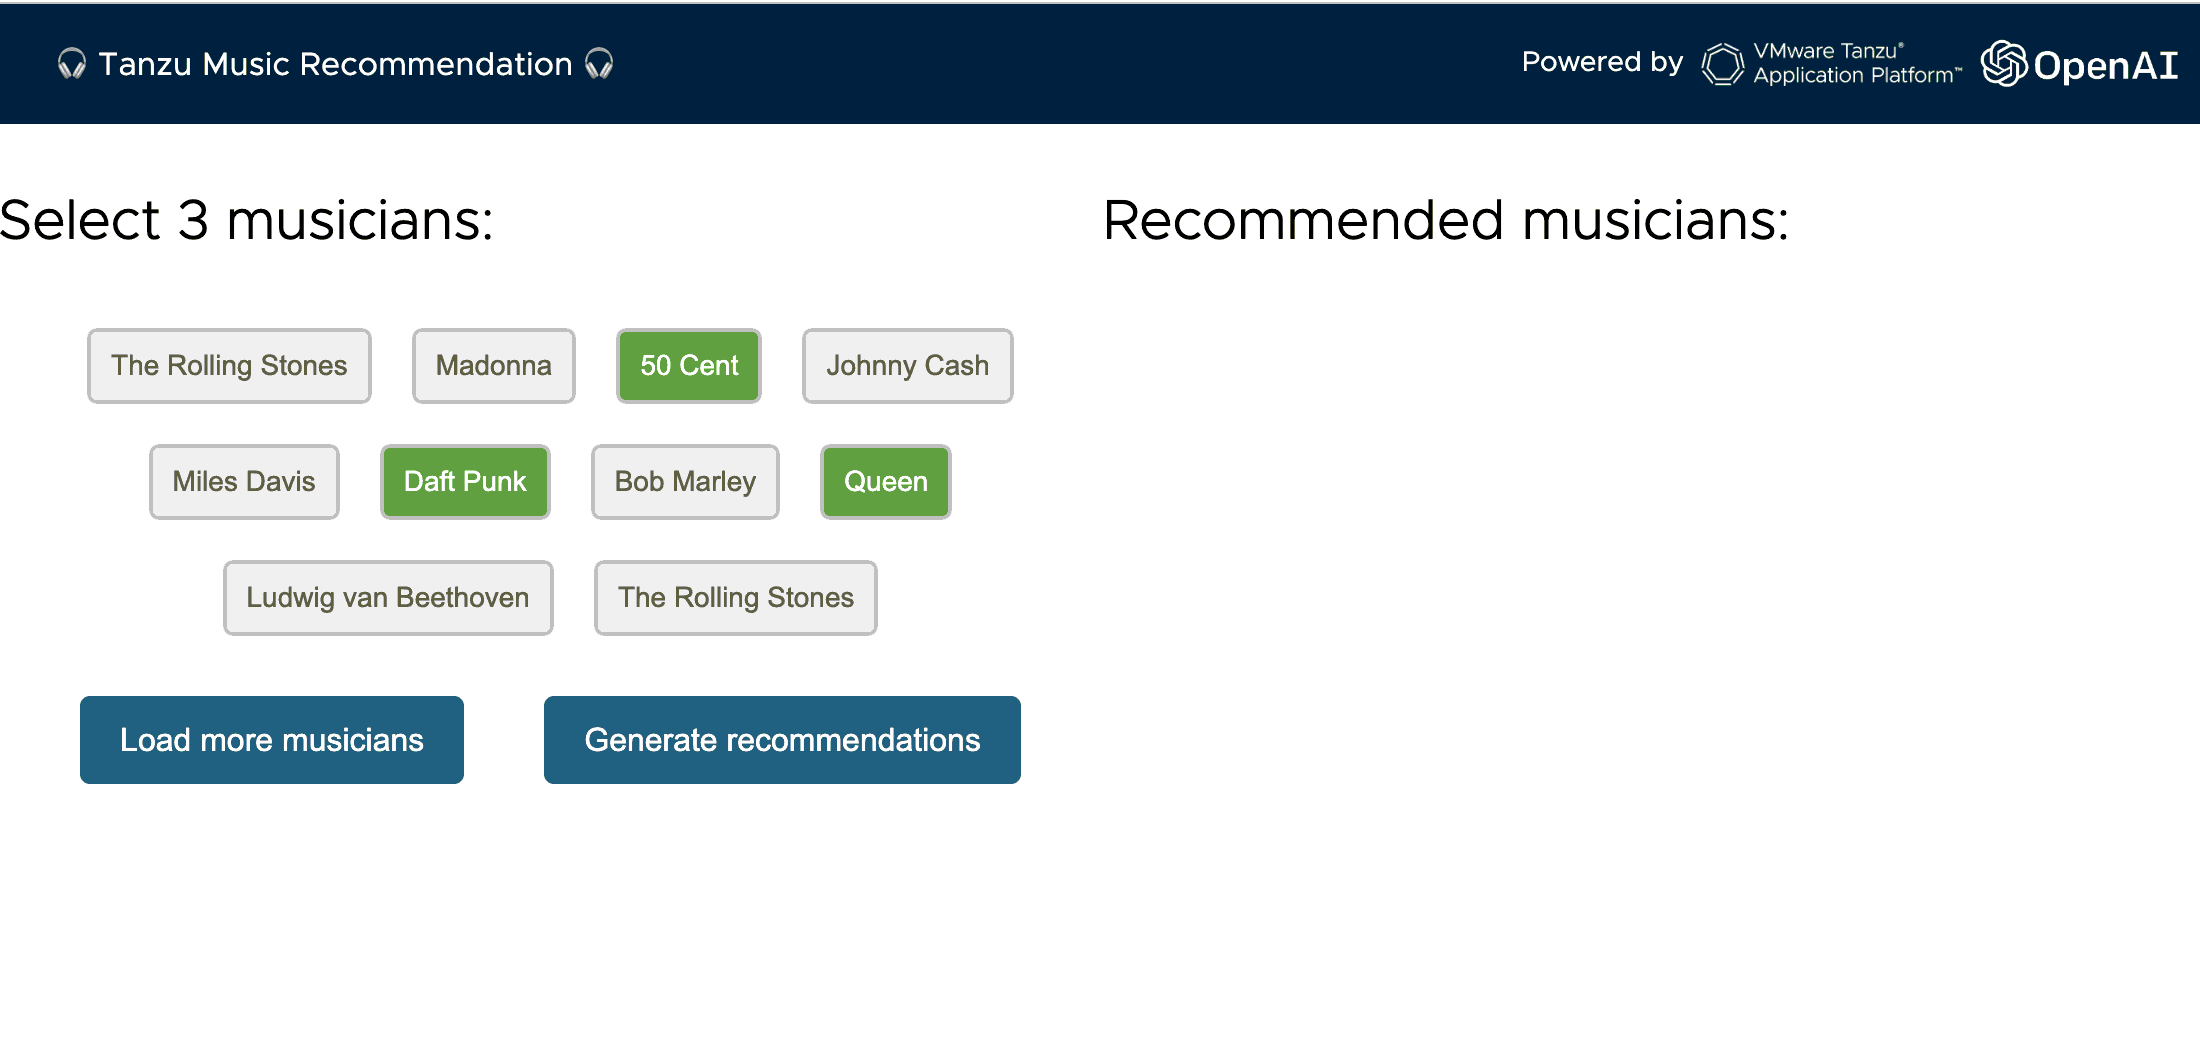 🎧 Tanzu Music Recommendation 🎧
Powered by
VMware Tanzu®
Application Platform™
OpenAI
Select 3 musicians:
The Rolling Stones Madonna 50 Cent Johnny Cash
Miles Davis Daft Punk Bob Marley Queen
Ludwig van Beethoven The Rolling Stones
Load more musicians Generate recommendations
Recommended musicians: